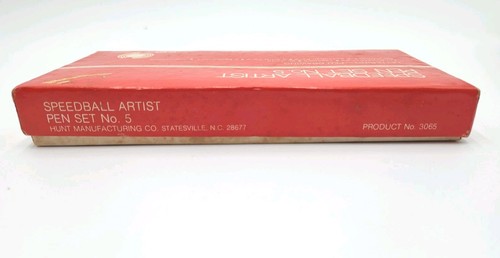 SPEEDBALL ARTIST
PEN SET No. 5
HUNT MANUFACTURING CO. STATESVILLE, N.C. 28677
PRODUCT No. 3065